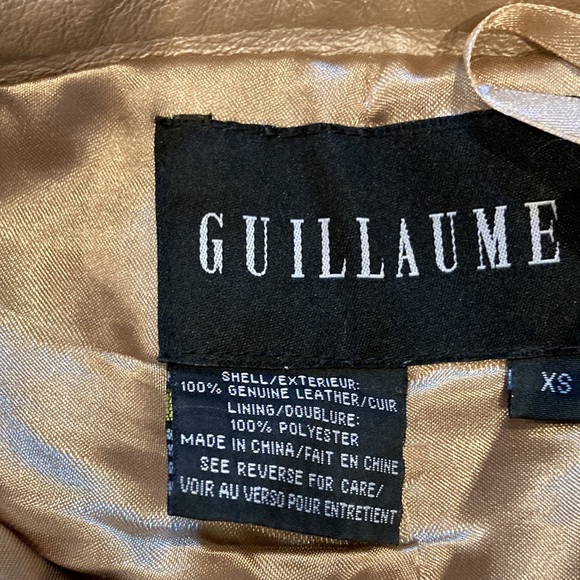 GUILLAUME
XS
SHELL/EXTERIEUR:
100% GENUINE LEATHER/CUIR
LINING/DOUBLURE:
100% POLYESTER
MADE IN CHINA/FAIT EN CHINE
SEE REVERSE FOR CARE/
VOIR AU VERSO POUR ENTRETIENT